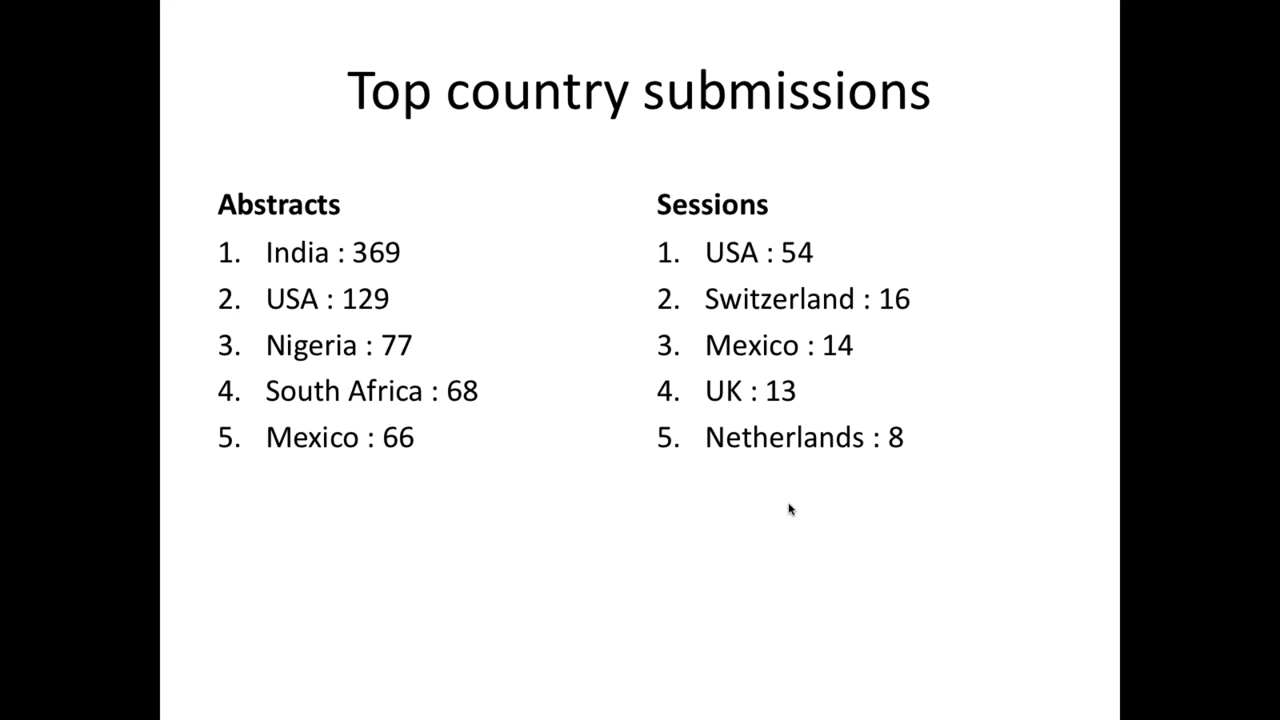 Top country submissions
Abstracts
1. India : 369
2. USA : 129
3. Nigeria : 77
4. South Africa : 68
5. Mexico : 66
Sessions
1. USA : 54
2. Switzerland : 16
3. Mexico : 14
4. UK : 13
5. Netherlands : 8